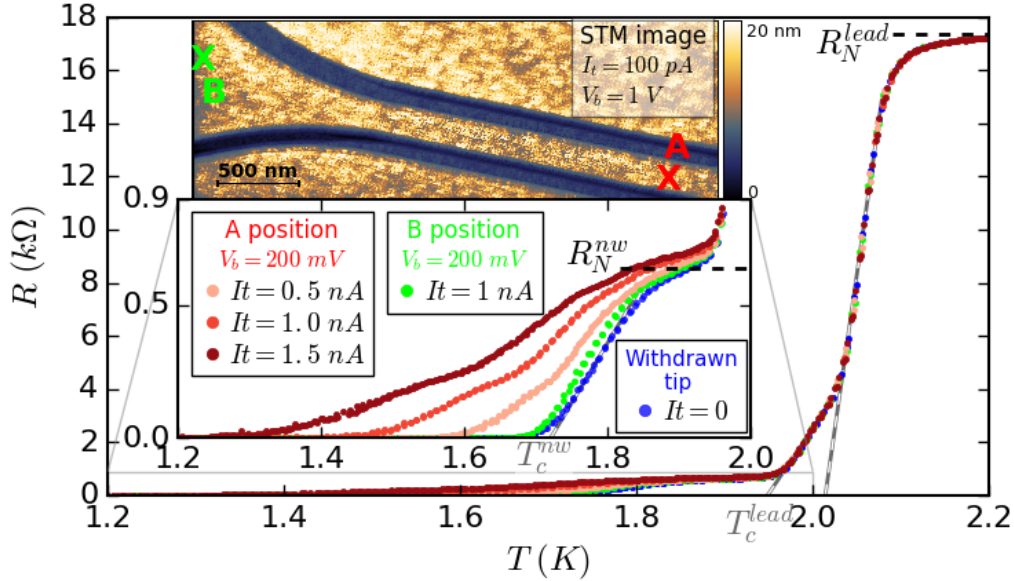 18
16
14
12
10
8
6
4
2
0
R (kΩ)
1.2
1.4
1.6
1.8
2.0
2.2
T (K)
X
B
STM image
I_t = 100 pA
V_b = 1 V
A
X
500 nm
20 nm
0
R_N^{lead}
0.9
0.5
0.0
A position
V_b = 200 mV
It = 0.5 nA
It = 1.0 nA
It = 1.5 nA
B position
V_b = 200 mV
It = 1 nA
R_N^{nw}
Withdrawn
tip
It = 0
1.2
1.4
1.6
1.8
2.0
T_c^{nw}
T_c^{lead}